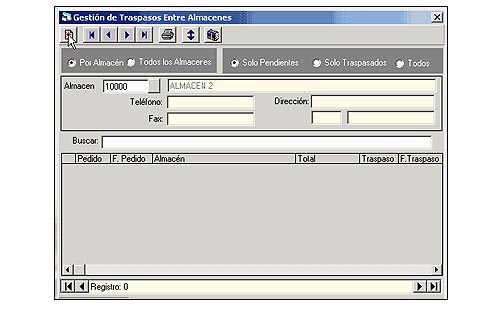 Gestión de Traspasos Entre Almacenes
Por Almacén Todos los Almaceres Solo Pendientes Solo Traspasados Todos
Almacen 10000 ALMACEN 2
Teléfono: Dirección:
Fax:
Buscar:
Pedido F. Pedido Almacén Total Traspaso F.Traspaso
Registro: 0